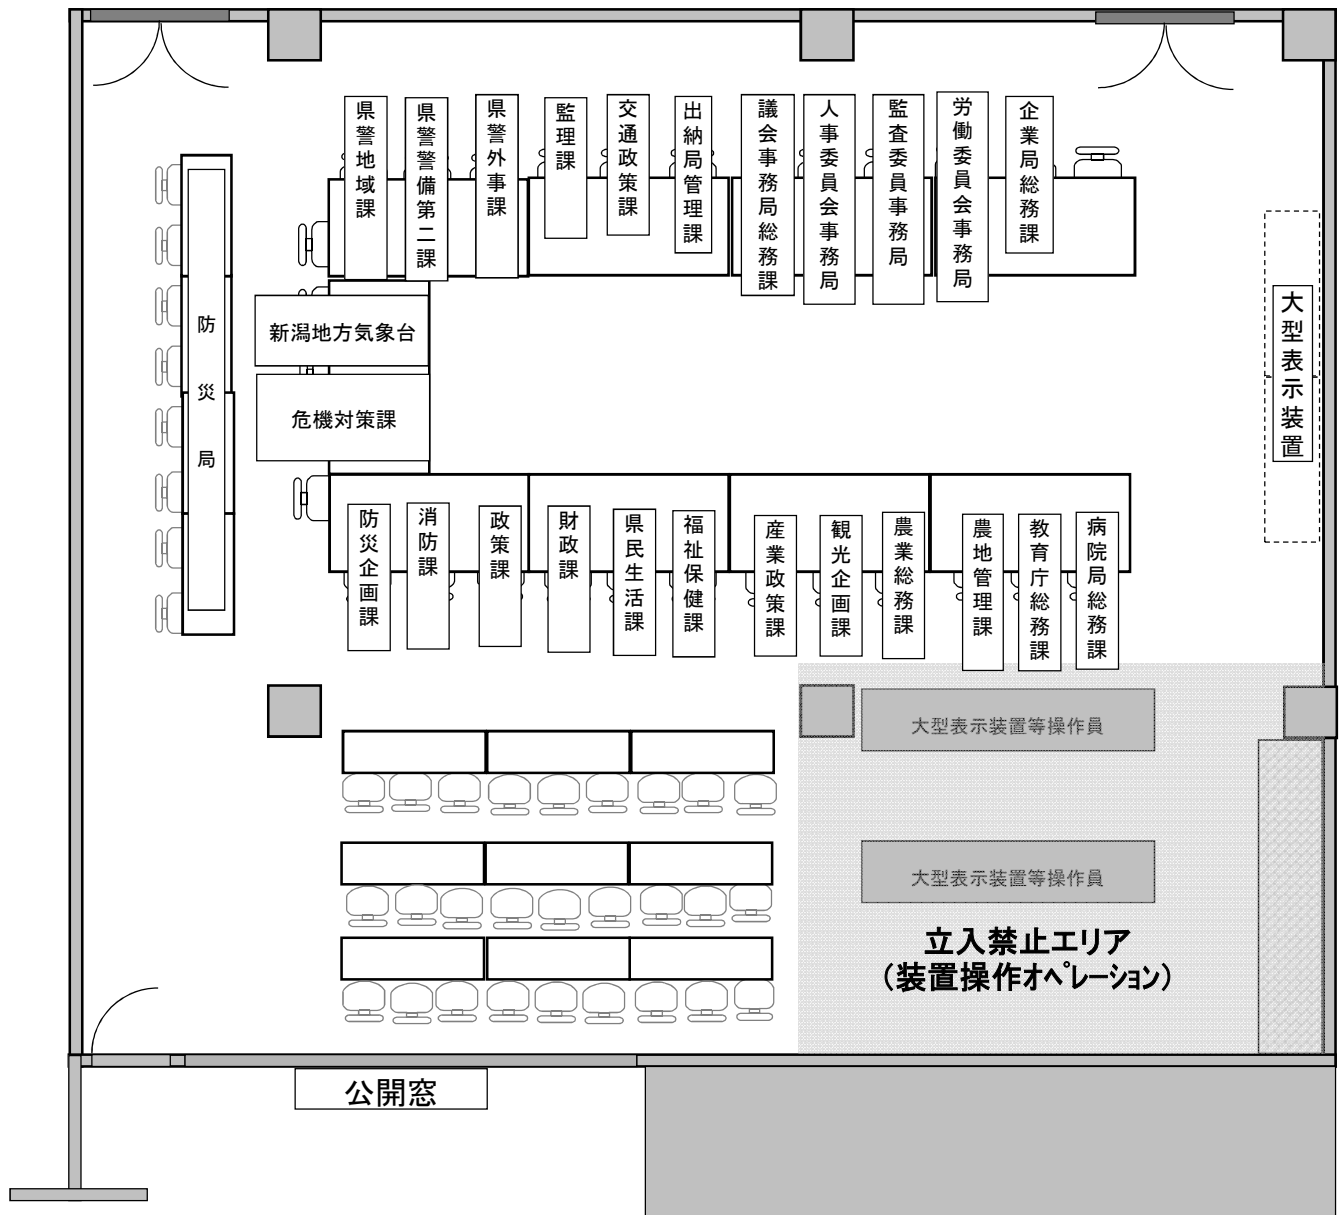 県警地域課
県警警備第二課
県警外事課
監理課
交通政策課
出納局管理課
議会事務局総務課
人事委員会事務局
監査委員事務局
労働委員会事務局
企業局総務課
防災局
新潟地方気象台
危機対策課
大型表示装置
防災企画課
消防課
政策課
財政課
県民生活課
福祉保健課
産業政策課
観光企画課
農業総務課
農地管理課
教育庁総務課
病院局総務課
大型表示装置等操作員
大型表示装置等操作員
立入禁止エリア
（装置操作ｵﾍﾟﾚｰｼｮﾝ）
公開窓